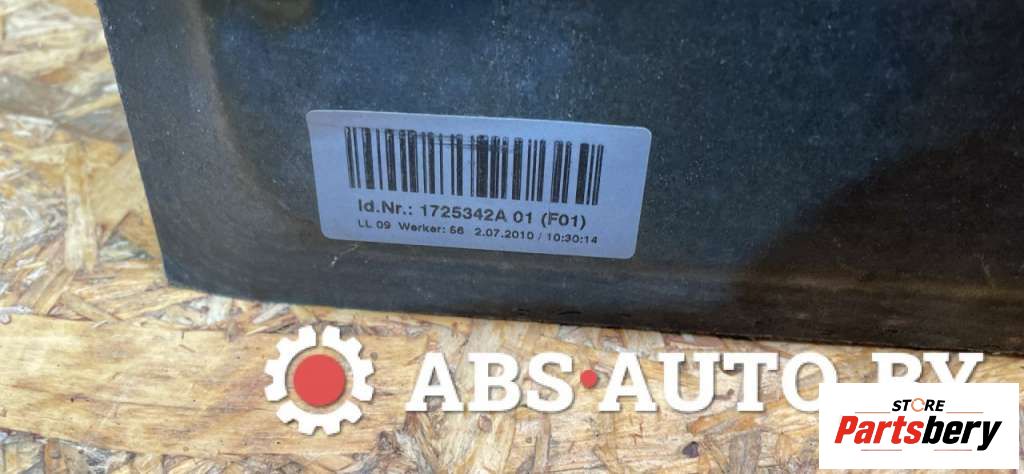 Id.Nr.: 1725342A 01 (F01)
LL 09 Werker: 56 2.07.2010 / 10:30:14
ABS·AUTO.BY
STORE
Partsbery